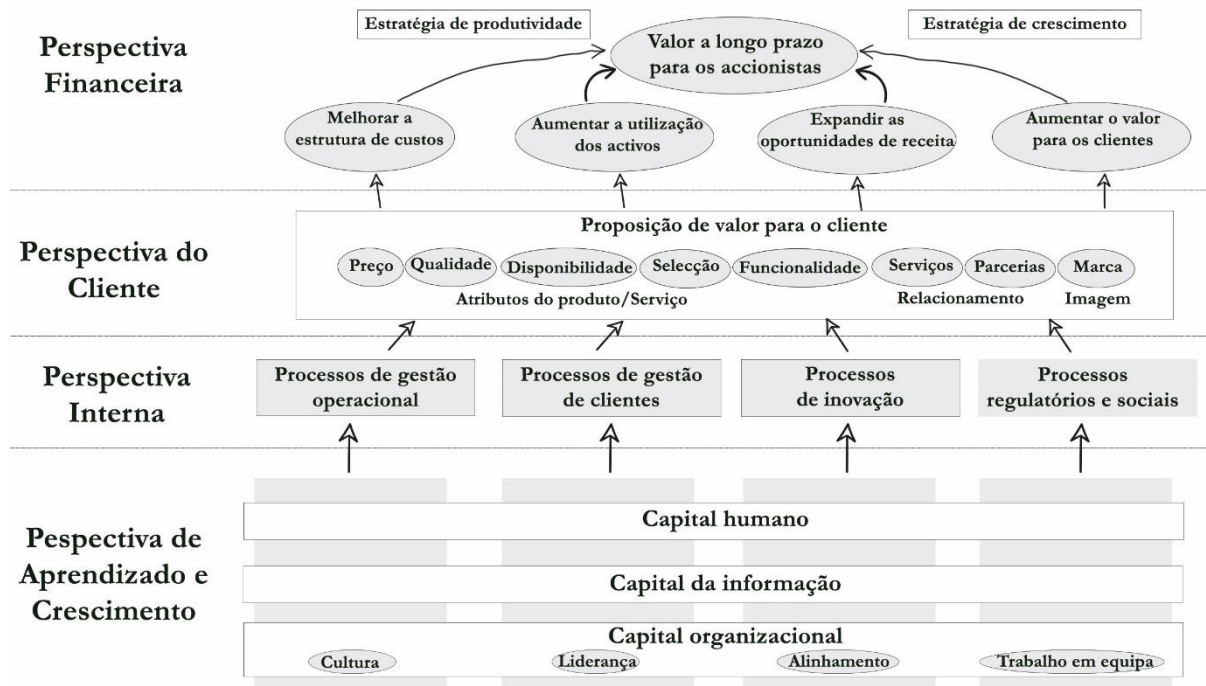 Estratégia de produtividade
Estratégia de crescimento
Perspectiva
Financeira
Valor a longo prazo
para os accionistas
Melhorar a
estrutura de custos
Aumentar a utilização
dos activos
Expandir as
oportunidades de receita
Aumentar o valor
para os clientes
Perspectiva do
Cliente
Proposição de valor para o cliente
Preço
Qualidade
Disponibilidade
Selecção
Funcionalidade
Serviços
Parcerias
Marca
Atributos do produto/Serviço
Relacionamento
Imagem
Perspectiva
Interna
Processos de gestão
operacional
Processos de gestão
de clientes
Processos
de inovação
Processos
regulatórios e sociais
Pespectiva de
Aprendizado e
Crescimento
Capital humano
Capital da informação
Capital organizacional
Cultura
Liderança
Alinhamento
Trabalho em equipa